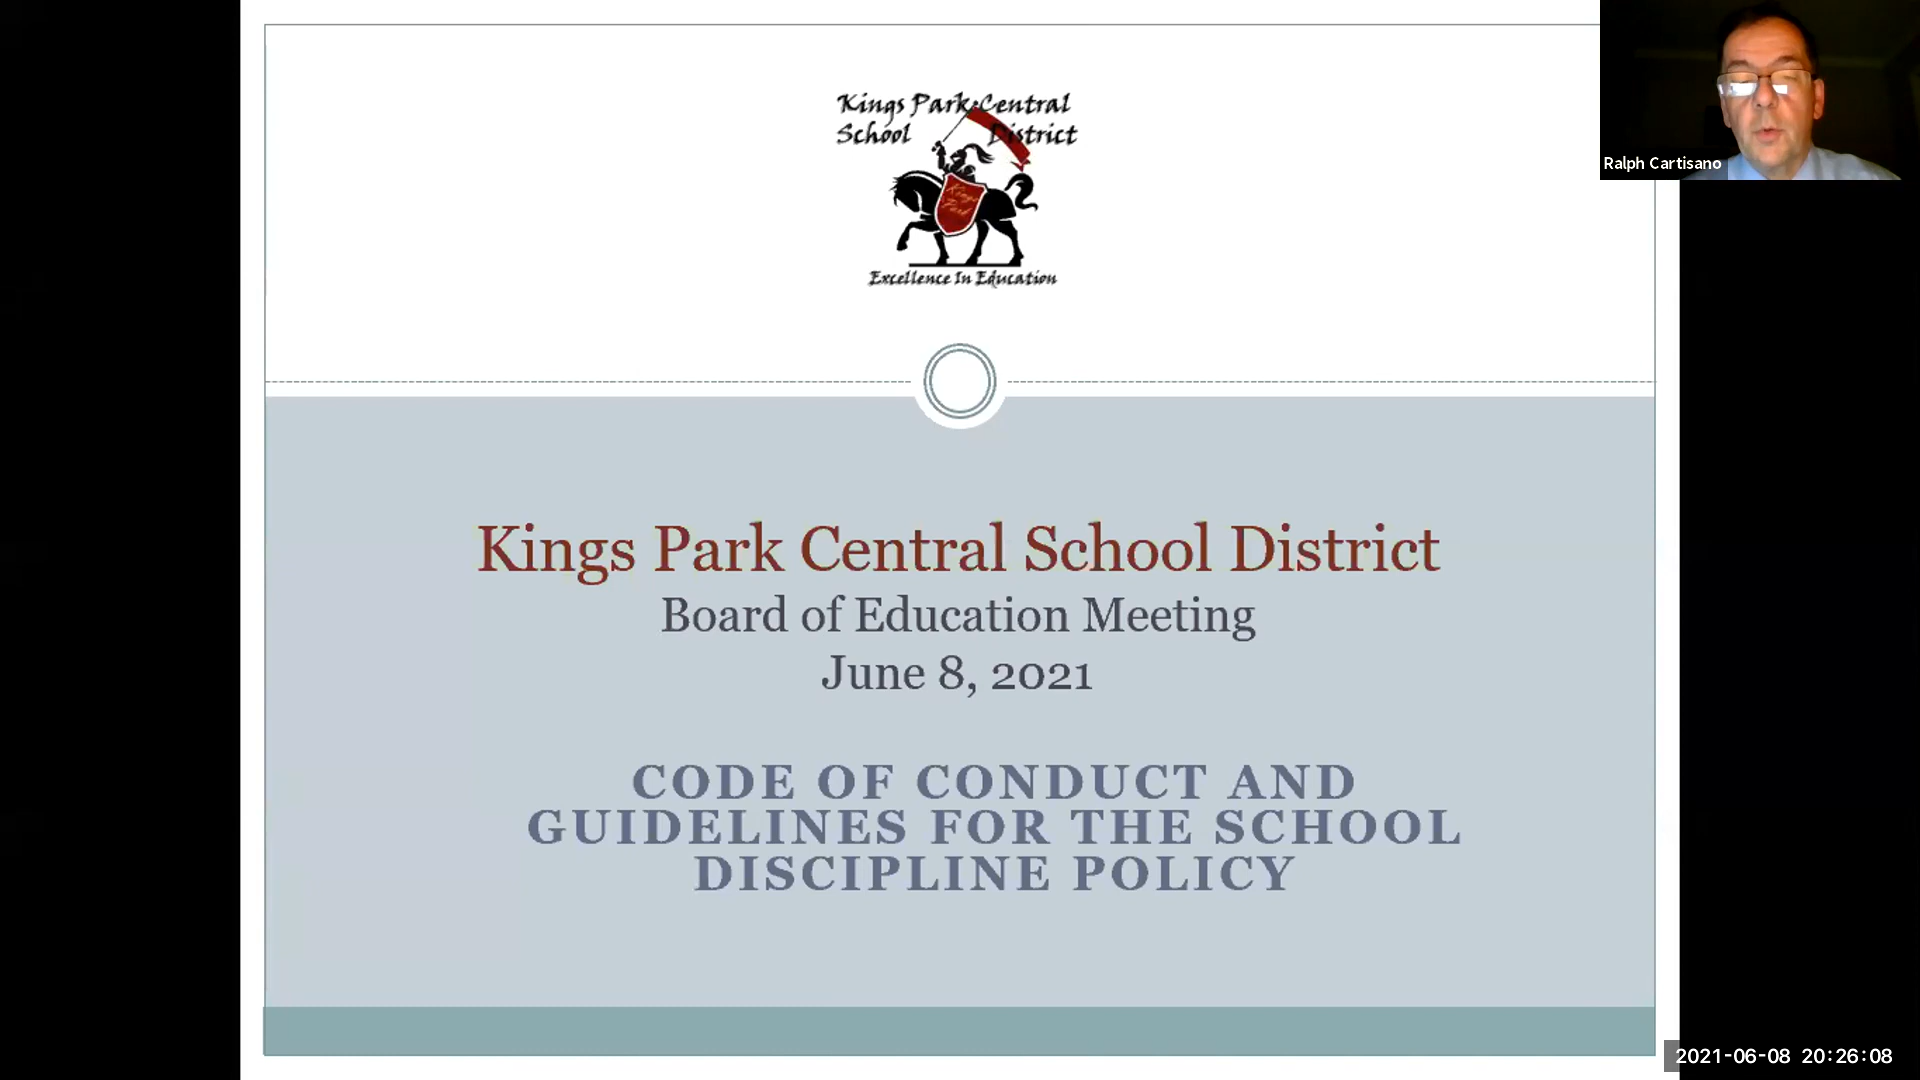 Kings Park Central
School District
Kings
Park
Excellence In Education
Ralph Cartisano
Kings Park Central School District
Board of Education Meeting
June 8, 2021
CODE OF CONDUCT AND
GUIDELINES FOR THE SCHOOL
DISCIPLINE POLICY
2021-06-08 20:26:08